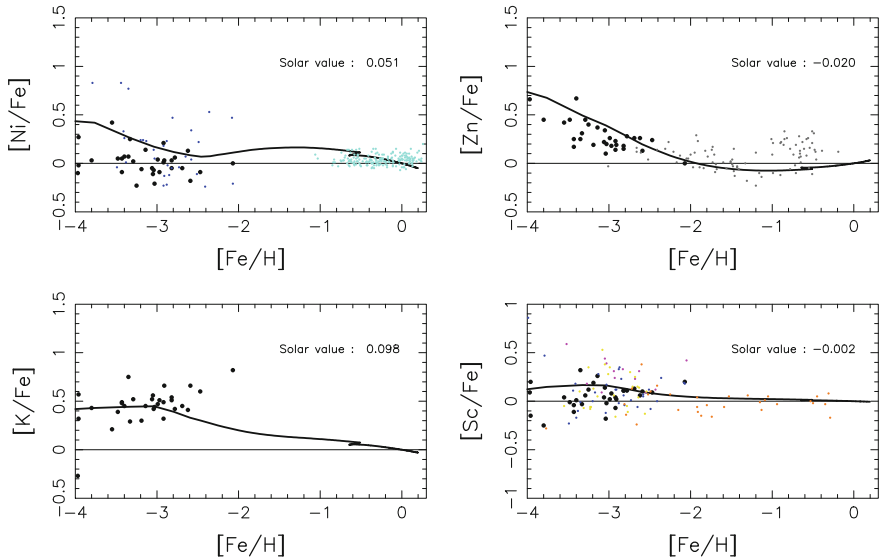 1.5
1
0.5
0
0.5
[Ni/Fe]
Solar value : 0.051
−4 −3 −2 −1 0
[Fe/H]
1.5
1
0.5
0
0.5
[Zn/Fe]
Solar value : −0.020
−4 −3 −2 −1 0
[Fe/H]
1.5
1
0.5
0
0.5
[K/Fe]
Solar value : 0.098
−4 −3 −2 −1 0
[Fe/H]
1
0.5
0
−0.5
−1
[Sc/Fe]
Solar value : −0.002
−4 −3 −2 −1 0
[Fe/H]